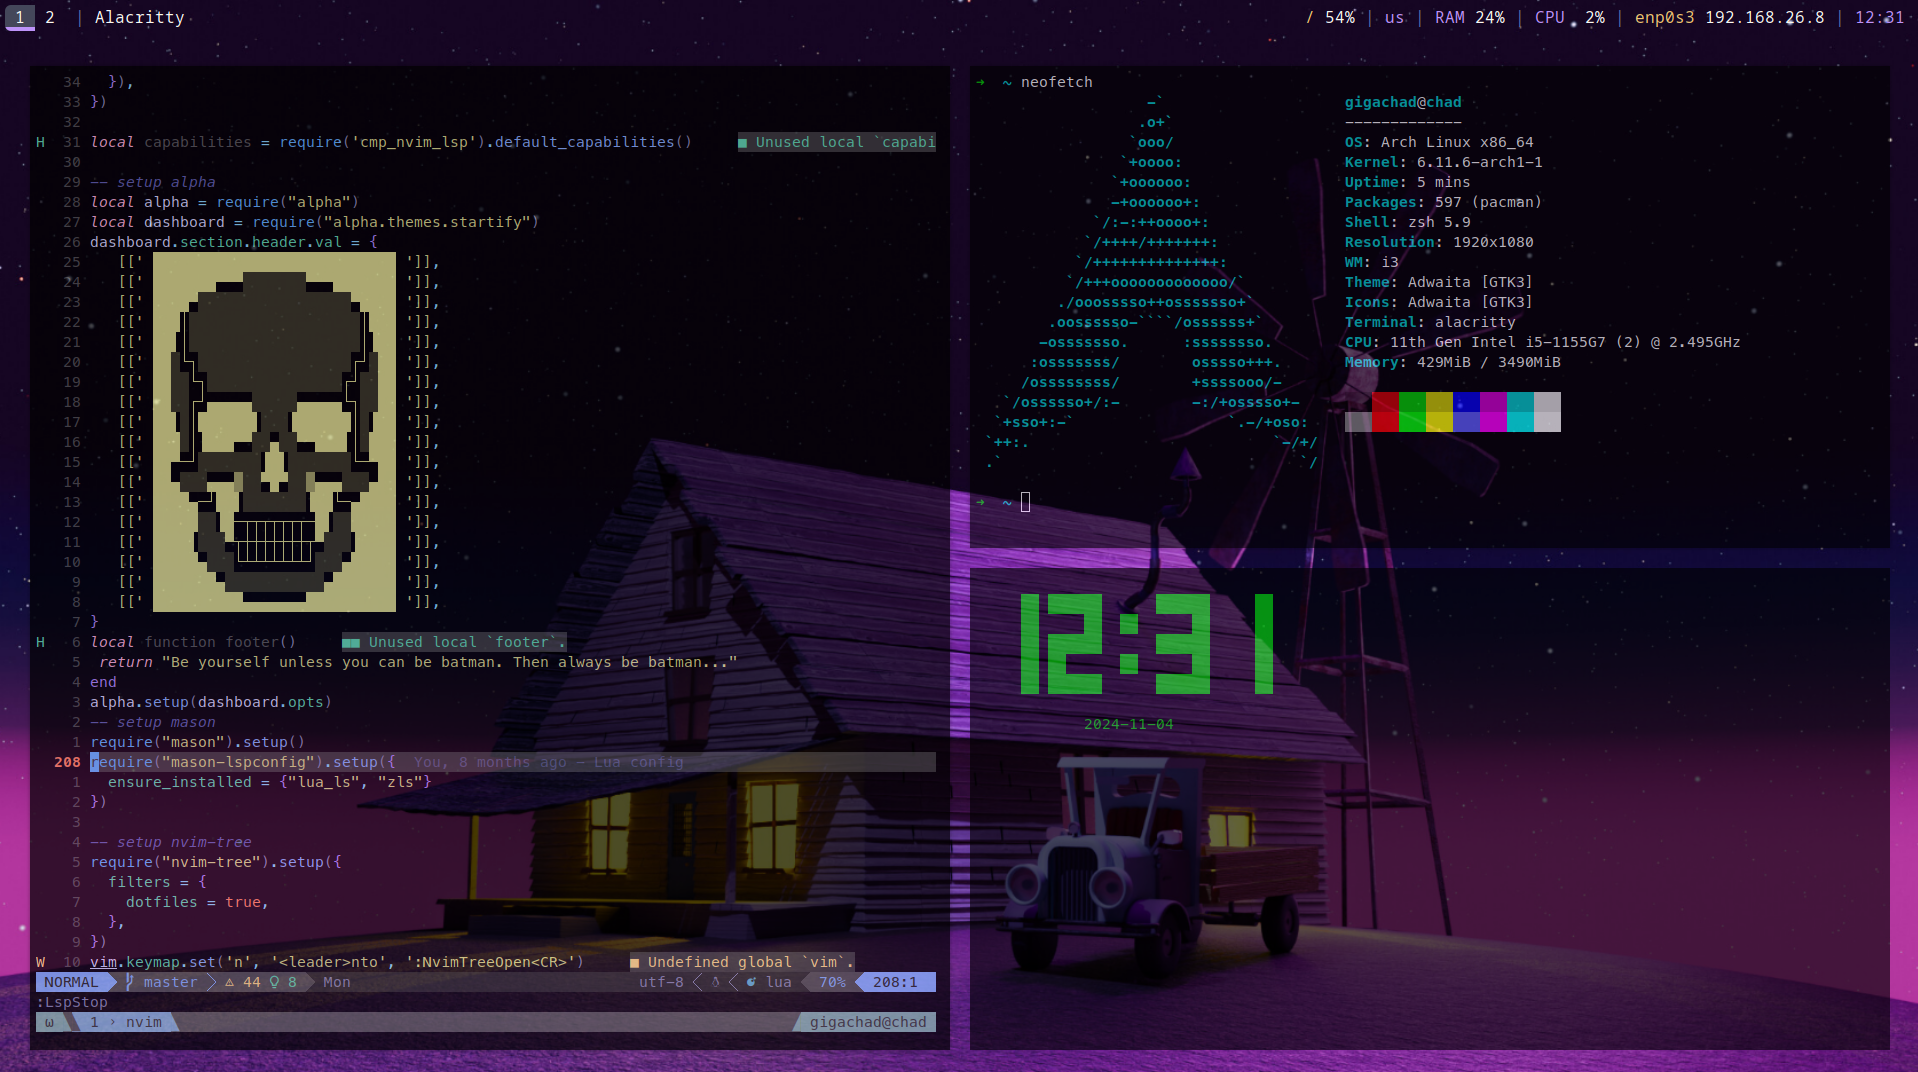 1 2 | Alacritty
/ 54% | us | RAM 24% | CPU 2% | enp0s3 192.168.26.8 | 12:31
34   }),
33 })
32
H 31 local capabilities = require('cmp_nvim_lsp').default_capabilities()     ■ Unused local `capabi
30
29 -- setup alpha
28 local alpha = require("alpha")
27 local dashboard = require("alpha.themes.startify")
26 dashboard.section.header.val = {
25 [[' ']],
24 [[' ']],
23 [[' ']],
22 [[' ']],
21 [[' ']],
20 [[' ']],
19 [[' ']],
18 [[' ']],
17 [[' ']],
16 [[' ']],
15 [[' ']],
14 [[' ']],
13 [[' ']],
12 [[' ']],
11 [[' ']],
10 [[' ']],
9 [[' ']],
8 [[' ']],
7 }
H 6 local function footer()     ■■ Unused local `footer`.
5  return "Be yourself unless you can be batman. Then always be batman..."
4 end
3 alpha.setup(dashboard.opts)
2 -- setup mason
1 require("mason").setup()
208 require("mason-lspconfig").setup({  You, 8 months ago - Lua config
1   ensure_installed = {"lua_ls", "zls"}
2 })
3
4 -- setup nvim-tree
5 require("nvim-tree").setup({
6   filters = {
7     dotfiles = true,
8   },
9 })
W 10 vim.keymap.set('n', '<leader>nto', ':NvimTreeOpen<CR>')     ■ Undefined global `vim`.
NORMAL master 44 8 Mon utf-8 lua 70% 208:1
:LspStop
ω 1 › nvim gigachad@chad
➜  ~ neofetch
-`
.o+`
`ooo/
`+oooo:
`+oooooo:
-+oooooo+:
`/:-:++oooo+:
`/++++/+++++++:
`/++++++++++++++:
`/+++ooooooooooooo/`
./ooosssso++osssssso+`
.oossssso-````/ossssss+`
-osssssso.      :ssssssso.
:osssssss/        osssso+++.
/ossssssss/        +ssssooo/-
`/ossssso+/:-        -:/+osssso+-
`+sso+:-`                 `.-/+oso:
`++:.                           `-/+/
.`                                 `/
gigachad@chad
-------------
OS: Arch Linux x86_64
Kernel: 6.11.6-arch1-1
Uptime: 5 mins
Packages: 597 (pacman)
Shell: zsh 5.9
Resolution: 1920x1080
WM: i3
Theme: Adwaita [GTK3]
Icons: Adwaita [GTK3]
Terminal: alacritty
CPU: 11th Gen Intel i5-1155G7 (2) @ 2.495GHz
Memory: 429MiB / 3490MiB
➜  ~
12:31
2024-11-04